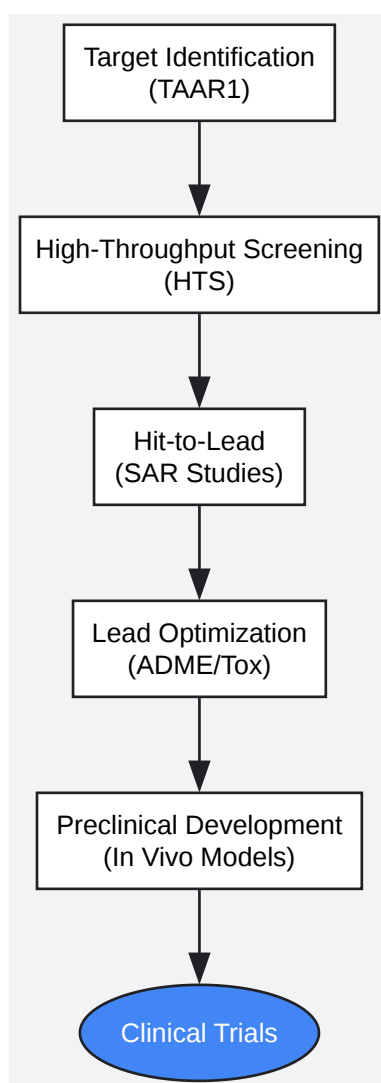 Target Identification
(TAAR1)
High-Throughput Screening
(HTS)
Hit-to-Lead
(SAR Studies)
Lead Optimization
(ADME/Tox)
Preclinical Development
(In Vivo Models)
Clinical Trials